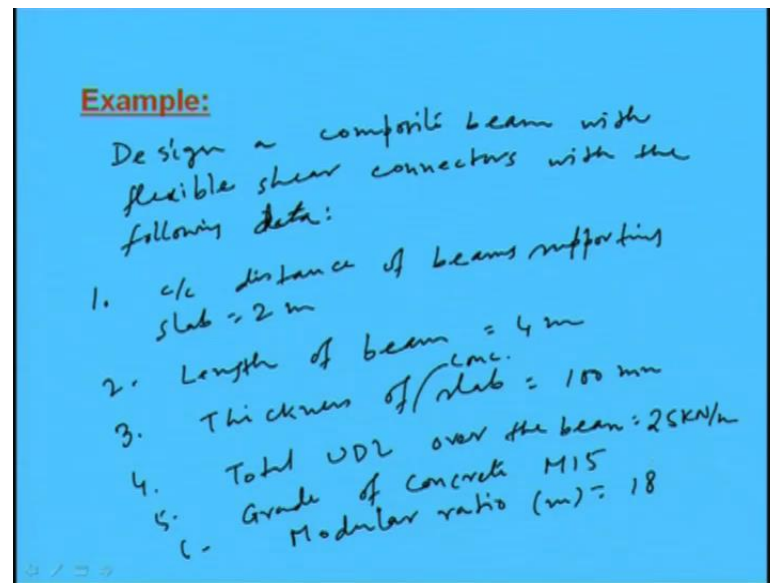 Example:
Design a composite beam with
flexible shear connectors with the
following data:
1. c/c distance of beams supporting
slab = 2 m
2. Length of beam = 4 m
3. Thickness of conc. slab = 100 mm
4. Total UDL over the beam = 25KN/m
5. Grade of concrete M15
6. Modular ratio (m) = 18